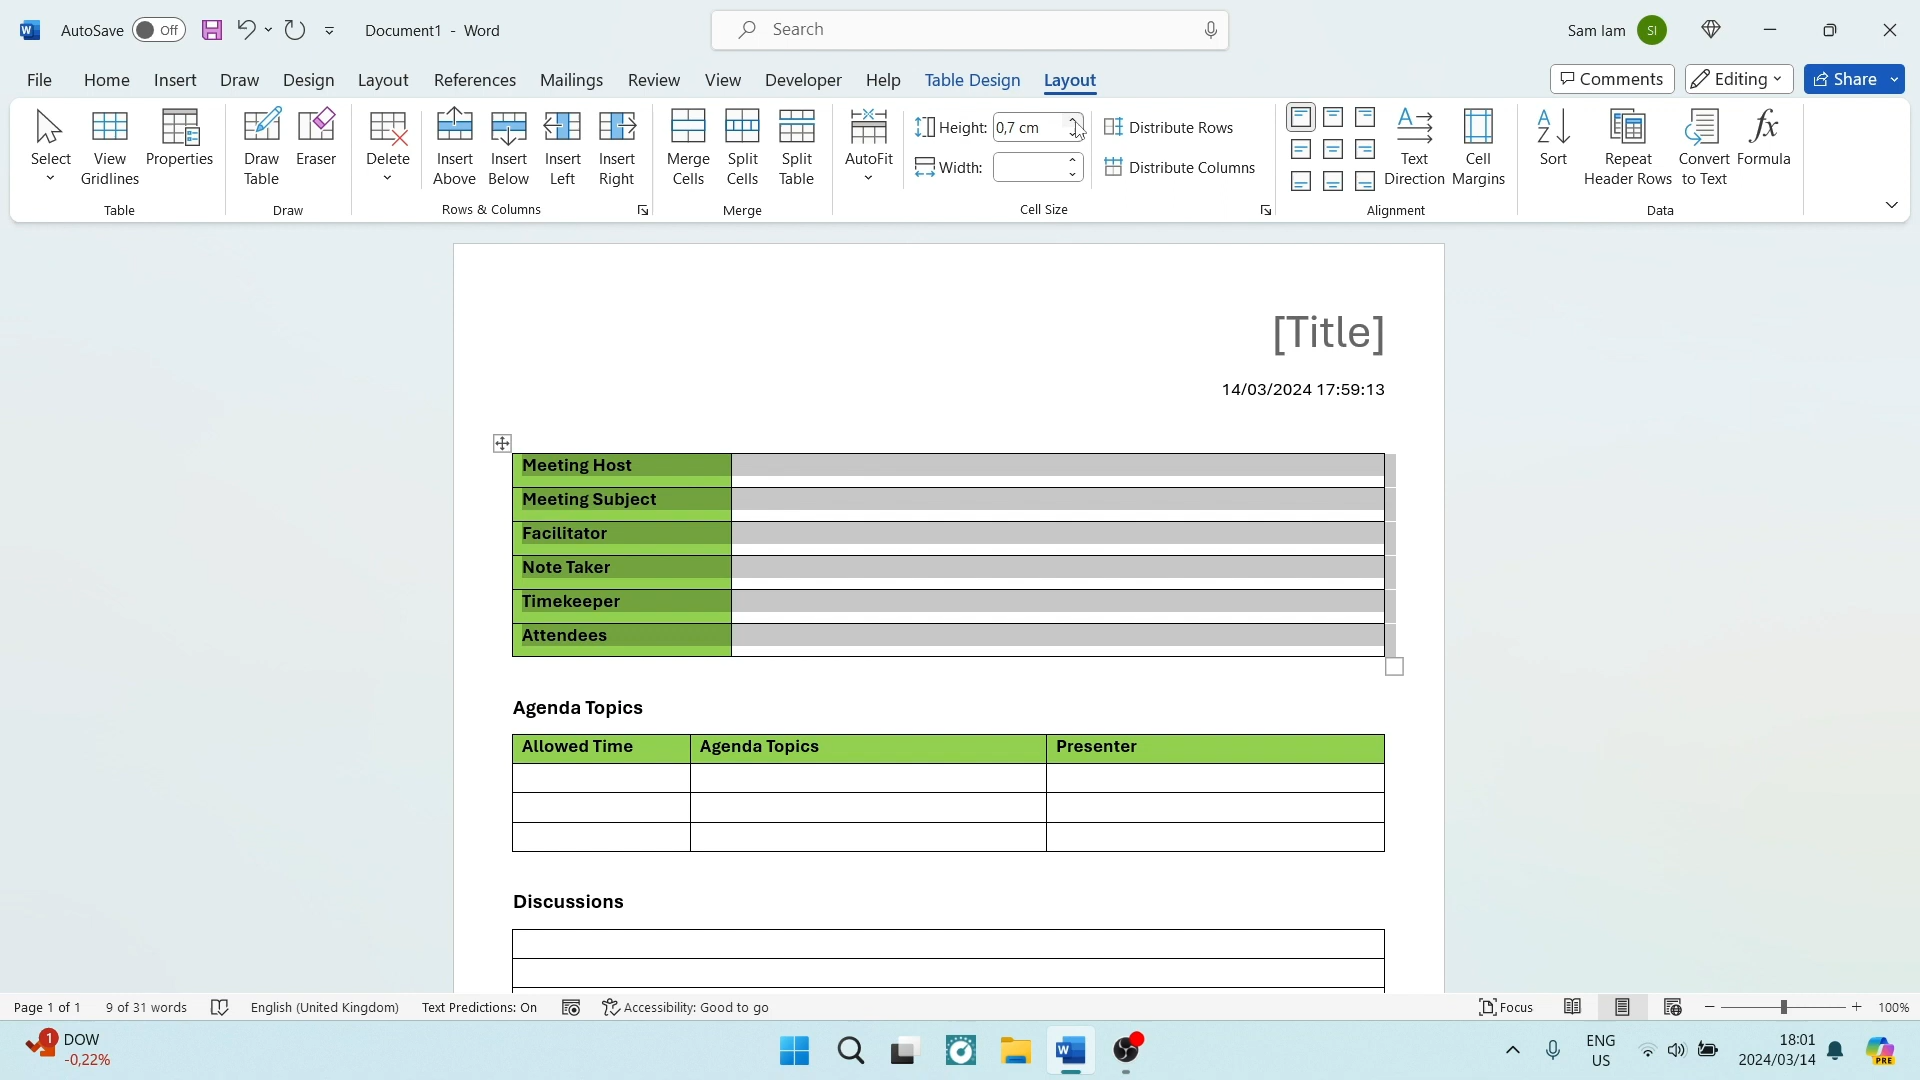 AutoSave Off Document1 - Word Search Sam Iam SI
File Home Insert Draw Design Layout References Mailings Review View Developer Help Table Design Layout Comments Editing Share
Select View Gridlines Properties Draw Table Eraser Delete Insert Above Insert Below Insert Left Insert Right Merge Cells Split Cells Split Table AutoFit Height: 0,7 cm Distribute Rows
Width: Distribute Columns Text Direction Cell Margins Sort Repeat Header Rows Convert to Text Formula
Table Draw Rows & Columns Merge Cell Size Alignment Data
[Title]
14/03/2024 17:59:13
Meeting Host
Meeting Subject
Facilitator
Note Taker
Timekeeper
Attendees
Agenda Topics
Allowed Time Agenda Topics Presenter
Discussions
Page 1 of 1 9 of 31 words English (United Kingdom) Text Predictions: On Accessibility: Good to go Focus 100%
1 DOW ENG 18:01
-0,22% US 2024/03/14 PRE